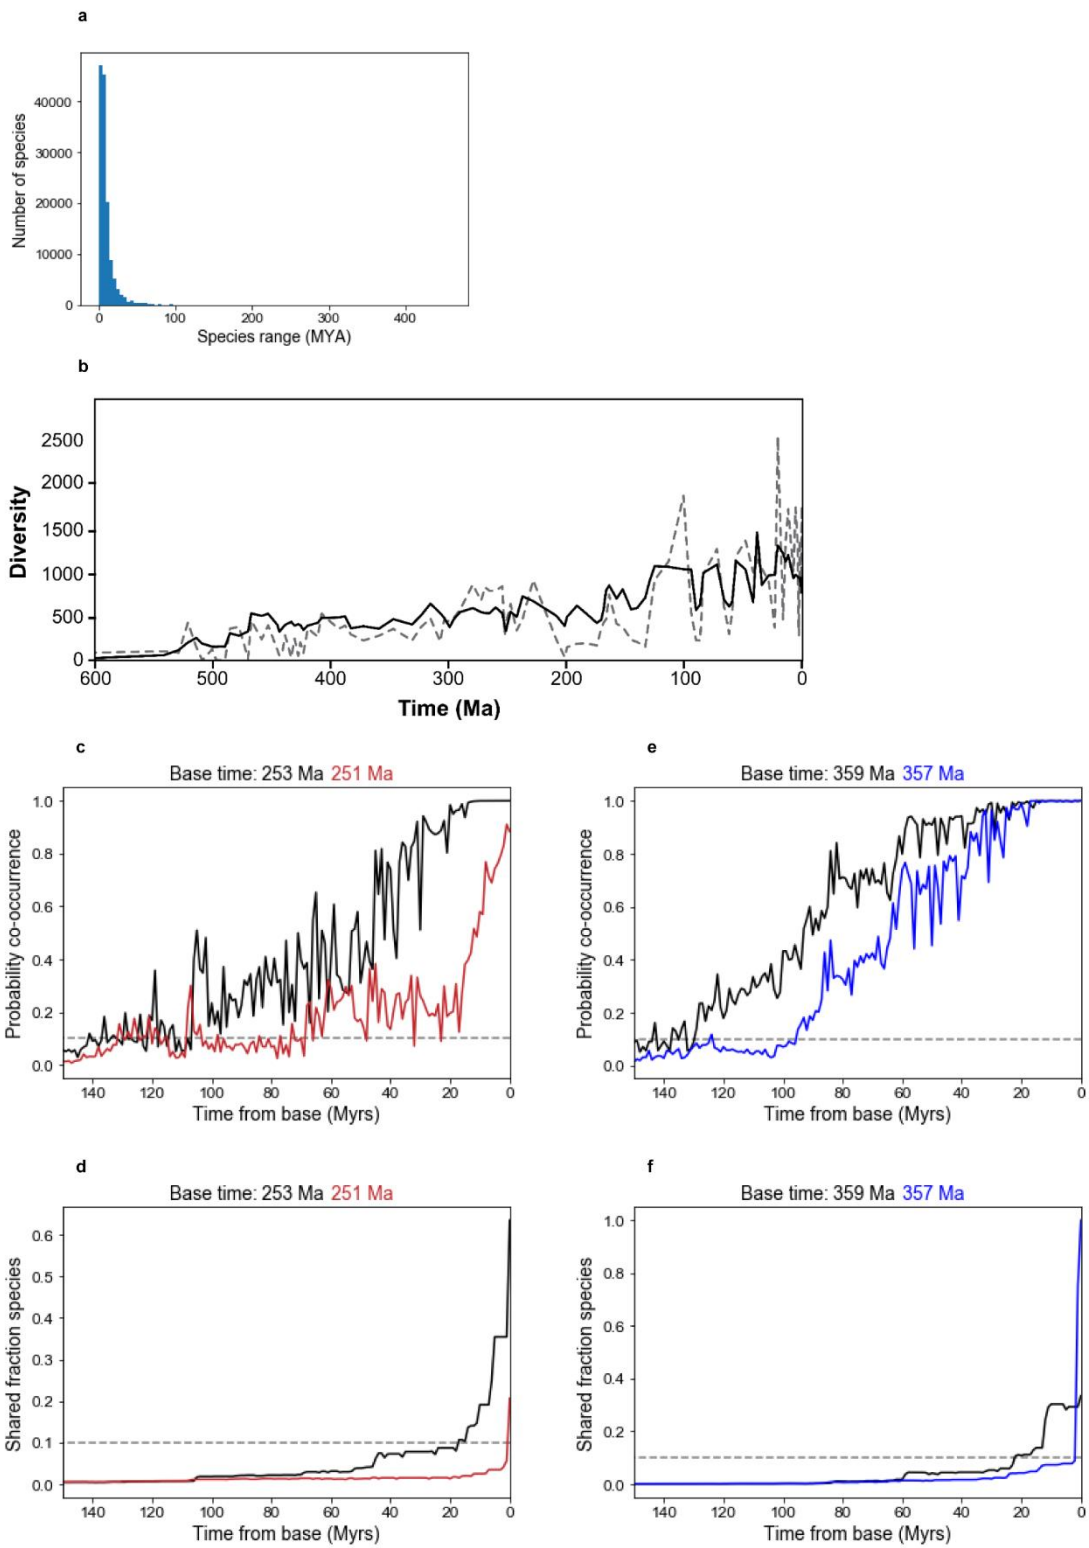 a
Number of species
40000
30000
20000
10000
0
0 100 200 300 400
Species range (MYA)
b
Diversity
2500
2000
1500
1000
500
0
600 500 400 300 200 100 0
Time (Ma)
c
Base time: 253 Ma 251 Ma
Probability co-occurrence
1.0
0.8
0.6
0.4
0.2
0.0
140 120 100 80 60 40 20 0
Time from base (Myrs)
e
Base time: 359 Ma 357 Ma
Probability co-occurrence
1.0
0.8
0.6
0.4
0.2
0.0
140 120 100 80 60 40 20 0
Time from base (Myrs)
d
Base time: 253 Ma 251 Ma
Shared fraction species
0.6
0.5
0.4
0.3
0.2
0.1
0.0
140 120 100 80 60 40 20 0
Time from base (Myrs)
f
Base time: 359 Ma 357 Ma
Shared fraction species
1.0
0.8
0.6
0.4
0.2
0.0
140 120 100 80 60 40 20 0
Time from base (Myrs)